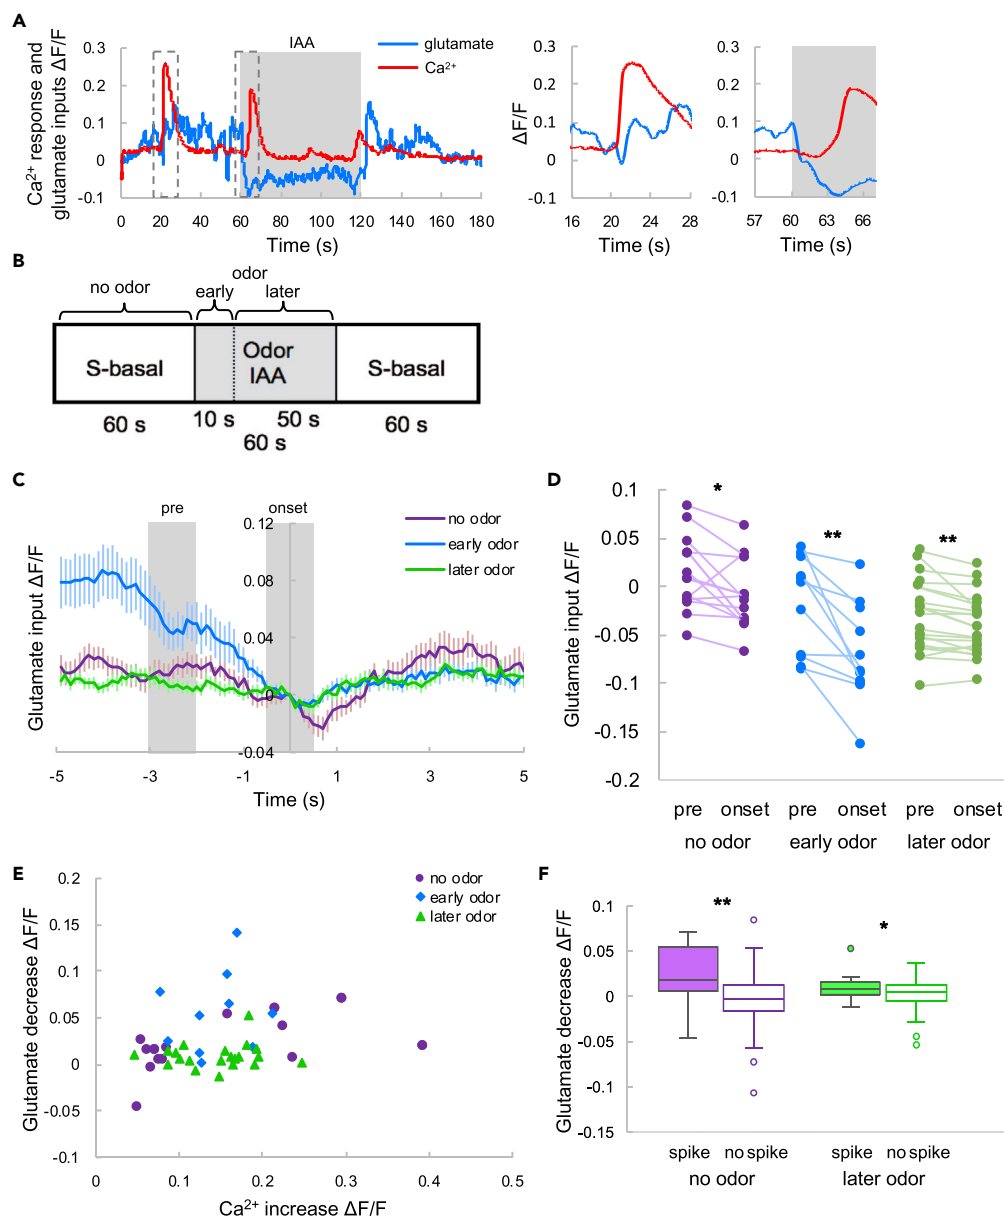 A
Ca²⁺ response and
glutamate inputs ΔF/F
0.3
0.2
0.1
0
-0.1
0 20 40 60 80 100 120 140 160 180
Time (s)
IAA
glutamate
Ca²⁺
ΔF/F
0.3
0.2
0.1
0
-0.1
16 20 24 28
Time (s)
0.3
0.2
0.1
0
-0.1
57 60 63 66
Time (s)
B
odor
no odor early later
S-basal
Odor
IAA
S-basal
60 s 10 s 50 s 60 s
60 s
C
pre onset
Glutamate input ΔF/F
0.12
0.08
0.04
0
-0.04
-5 -3 -1 1 3 5
Time (s)
no odor
early odor
later odor
D
Glutamate input ΔF/F
0.1
0.05
0
-0.05
-0.1
-0.15
-0.2
* ** **
pre onset pre onset pre onset
no odor early odor later odor
E
Glutamate decrease ΔF/F
0.2
0.15
0.1
0.05
0
-0.05
-0.1
0 0.1 0.2 0.3 0.4 0.5
Ca²⁺ increase ΔF/F
no odor
early odor
later odor
F
Glutamate decrease ΔF/F
0.1
0.05
0
-0.05
-0.1
-0.15
** *
spike no spike spike no spike
no odor later odor